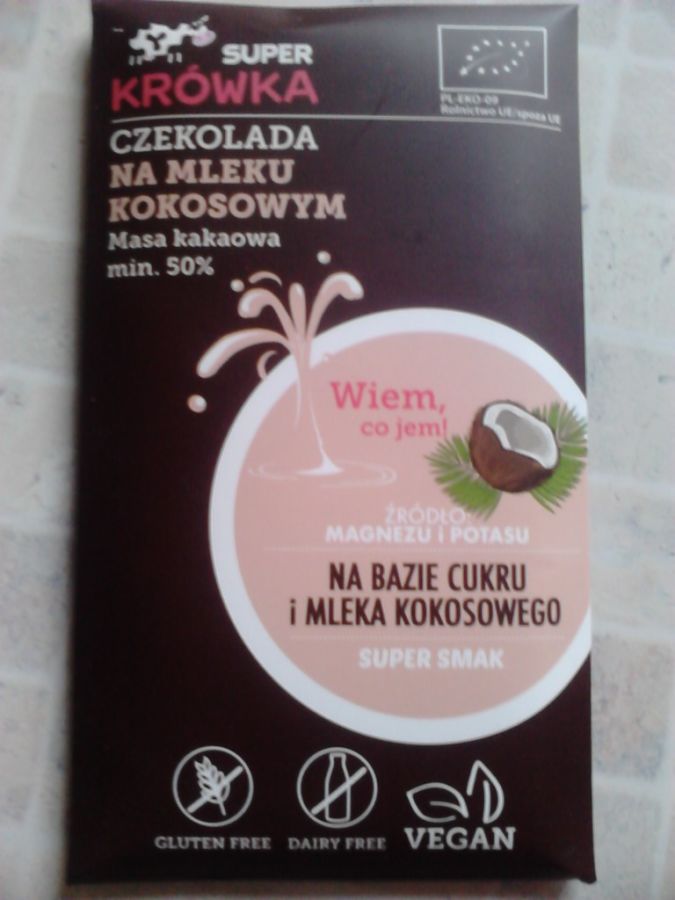 SUPER
KRÓWKA
PL-EKO-09
Rolnictwo UE/spoza UE
CZEKOLADA
NA MLEKU
KOKOSOWYM
Masa kakaowa
min. 50%
Wiem,
co jem!
ŹRÓDŁO:
MAGNEZU i POTASU
NA BAZIE CUKRU
i MLEKA KOKOSOWEGO
SUPER SMAK
GLUTEN FREE DAIRY FREE VEGAN